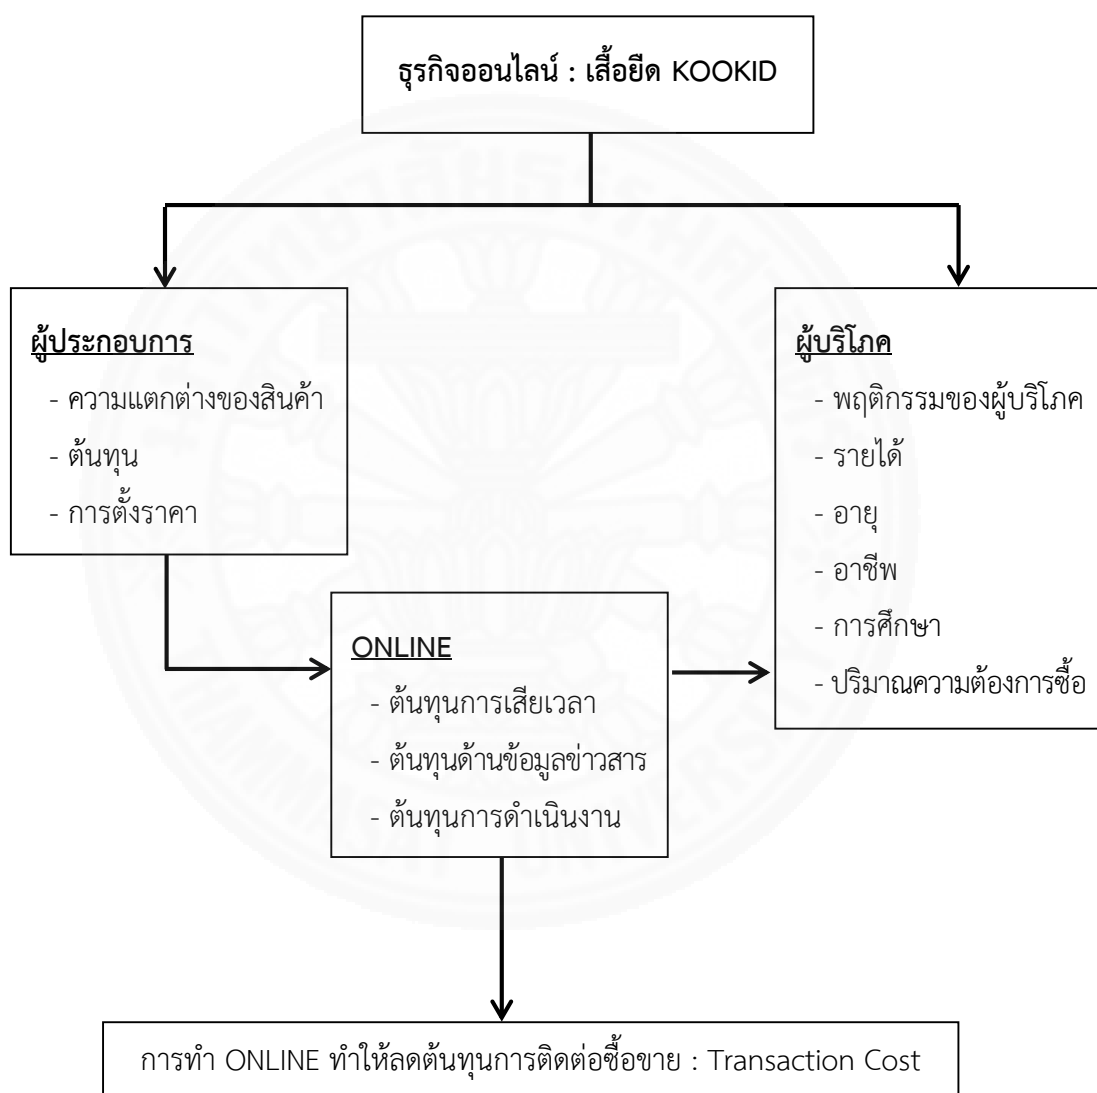 ธุรกิจออนไลน์ : เสื้อยืด KOOKID
ผู้ประกอบการ
- ความแตกต่างของสินค้า
- ต้นทุน
- การตั้งราคา
ผู้บริโภค
- พฤติกรรมของผู้บริโภค
- รายได้
- อายุ
- อาชีพ
- การศึกษา
- ปริมาณความต้องการซื้อ
ONLINE
- ต้นทุนการเสียเวลา
- ต้นทุนด้านข้อมูลข่าวสาร
- ต้นทุนการดำเนินงาน
การทำ ONLINE ทำให้ลดต้นทุนการติดต่อซื้อขาย : Transaction Cost